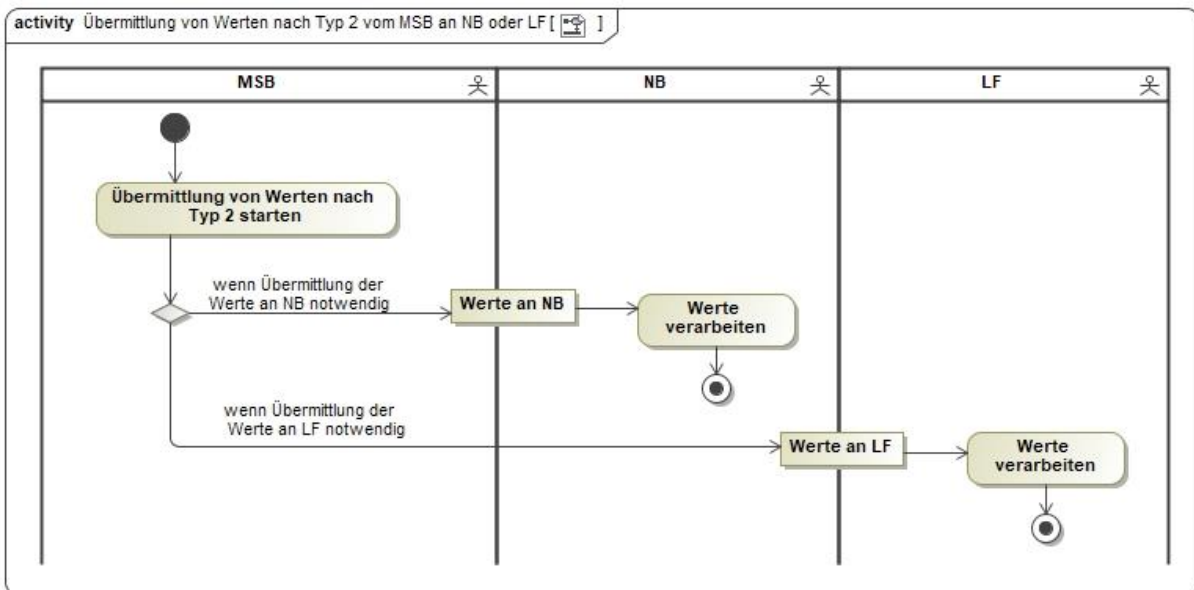 activity Übermittlung von Werten nach Typ 2 vom MSB an NB oder LF [ ]
MSB
NB
LF
Übermittlung von Werten nach
Typ 2 starten
wenn Übermittlung der
Werte an NB notwendig
Werte an NB
Werte
verarbeiten
wenn Übermittlung der
Werte an LF notwendig
Werte an LF
Werte
verarbeiten